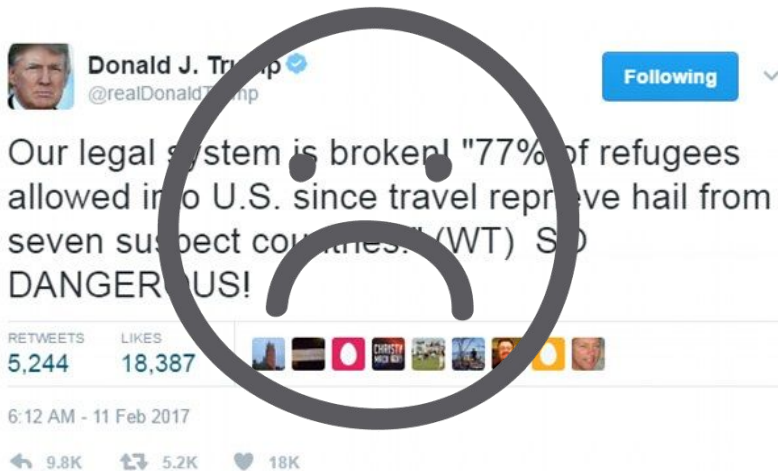 Donald J. Trump
Following
@realDonaldTrump
Our legal system is broken! "77% of refugees
allowed into U.S. since travel reprieve hail from
seven suspect countries." (WT) SO
DANGEROUS!
RETWEETS LIKES
5,244 18,387
CHRISTY
6:12 AM - 11 Feb 2017
9.8K 5.2K 18K